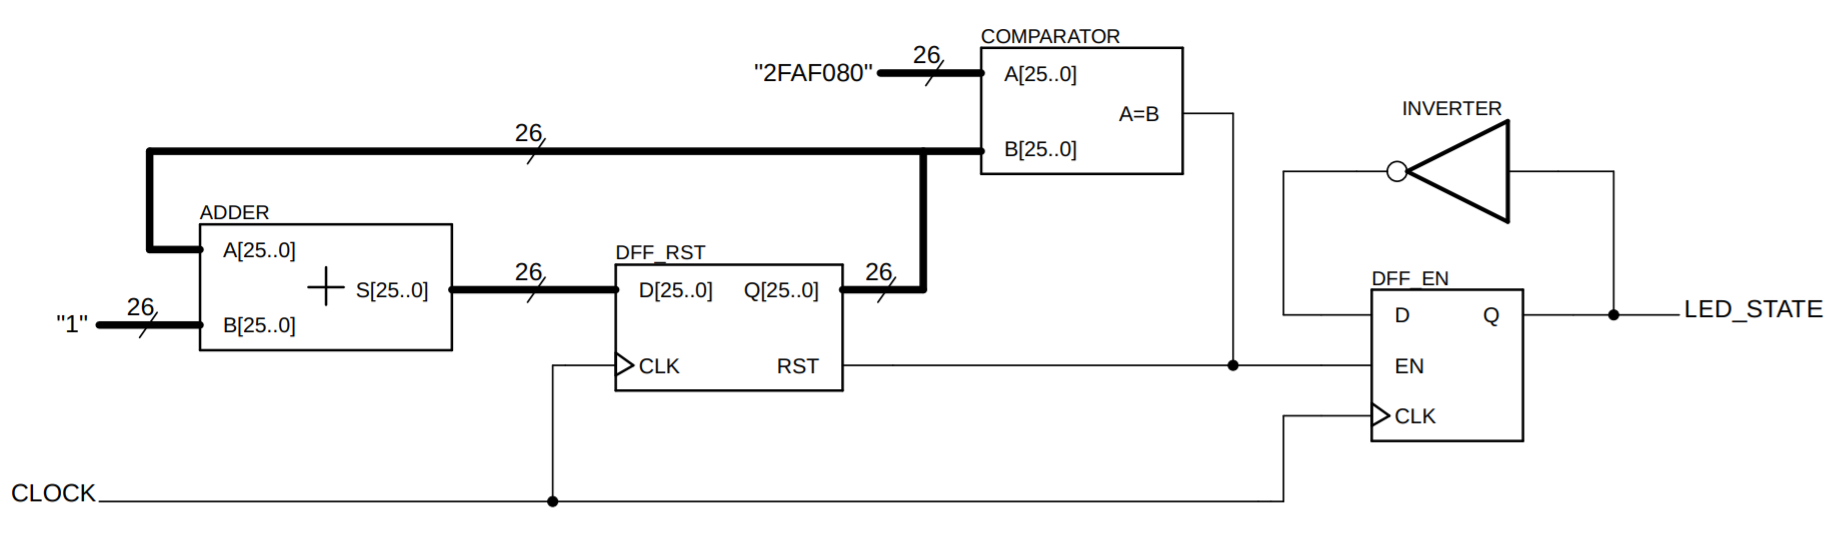 COMPARATOR
26
"2FAF080"
A[25..0]
A=B
B[25..0]
INVERTER
26
ADDER
A[25..0]
S[25..0]
26
"1"
B[25..0]
26
DFF_RST
D[25..0]
Q[25..0]
CLK
RST
26
DFF_EN
D
Q
EN
CLK
LED_STATE
CLOCK